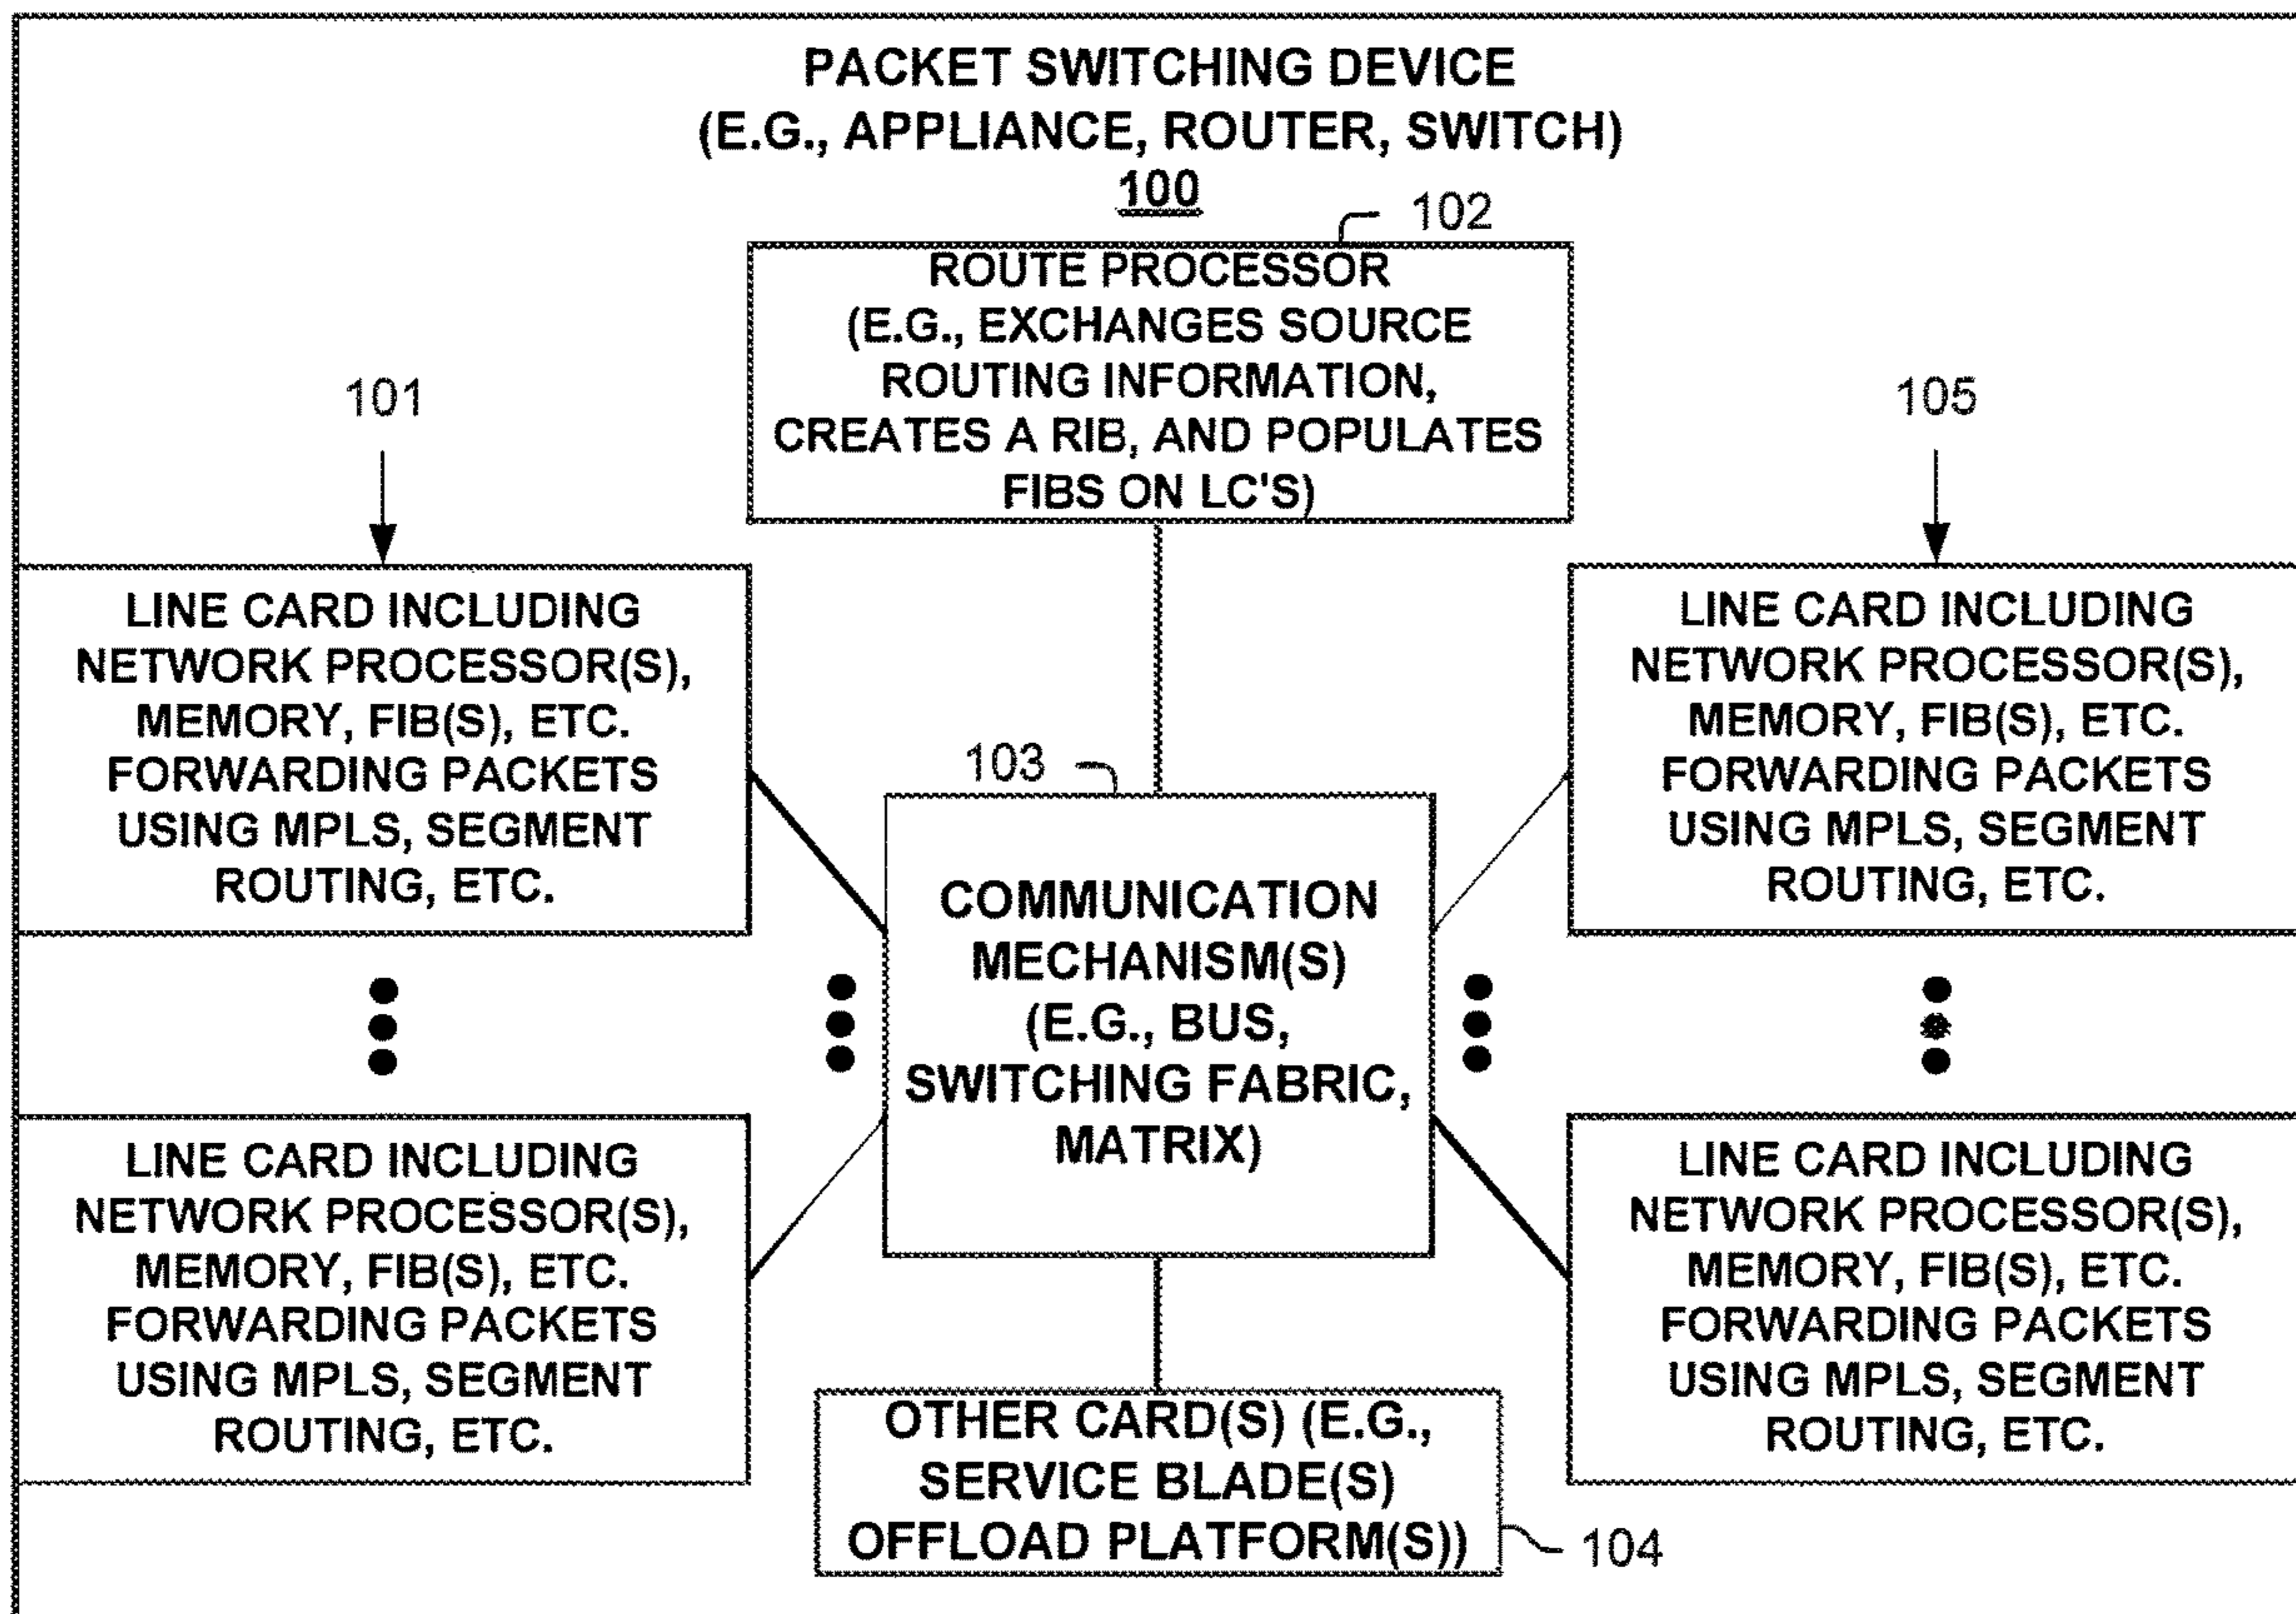 PACKET SWITCHING DEVICE
(E.G., APPLIANCE, ROUTER, SWITCH)
100
102
ROUTE PROCESSOR
(E.G., EXCHANGES SOURCE
ROUTING INFORMATION,
CREATES A RIB, AND POPULATES
FIBS ON LC'S)
101
LINE CARD INCLUDING
NETWORK PROCESSOR(S),
MEMORY, FIB(S), ETC.
FORWARDING PACKETS
USING MPLS, SEGMENT
ROUTING, ETC.
105
LINE CARD INCLUDING
NETWORK PROCESSOR(S),
MEMORY, FIB(S), ETC.
FORWARDING PACKETS
USING MPLS, SEGMENT
ROUTING, ETC.
103
COMMUNICATION
MECHANISM(S)
(E.G., BUS,
SWITCHING FABRIC,
MATRIX)
LINE CARD INCLUDING
NETWORK PROCESSOR(S),
MEMORY, FIB(S), ETC.
FORWARDING PACKETS
USING MPLS, SEGMENT
ROUTING, ETC.
LINE CARD INCLUDING
NETWORK PROCESSOR(S),
MEMORY, FIB(S), ETC.
FORWARDING PACKETS
USING MPLS, SEGMENT
ROUTING, ETC.
OTHER CARD(S) (E.G.,
SERVICE BLADE(S)
OFFLOAD PLATFORM(S))
104